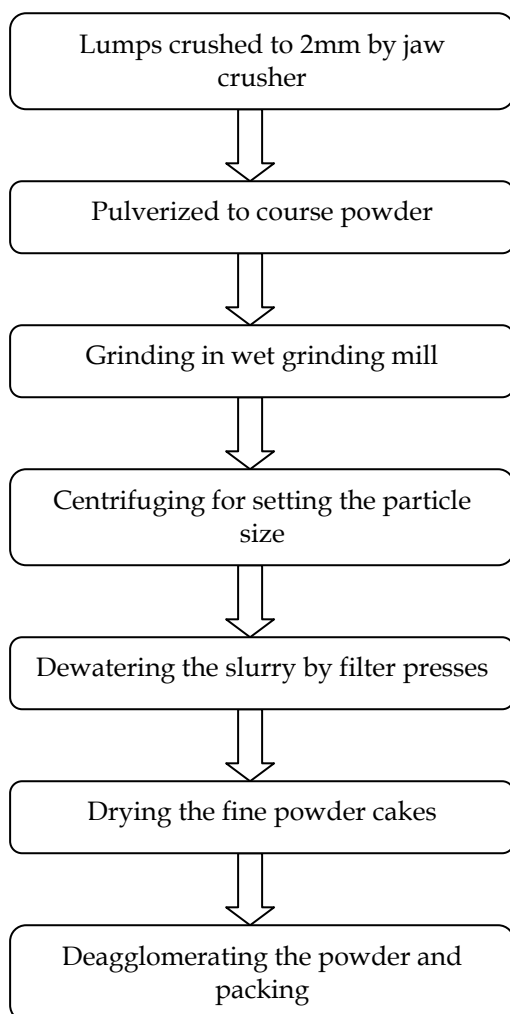 Lumps crushed to 2mm by jaw
crusher
Pulverized to course powder
Grinding in wet grinding mill
Centrifuging for setting the particle
size
Dewatering the slurry by filter presses
Drying the fine powder cakes
Deagglomerating the powder and
packing